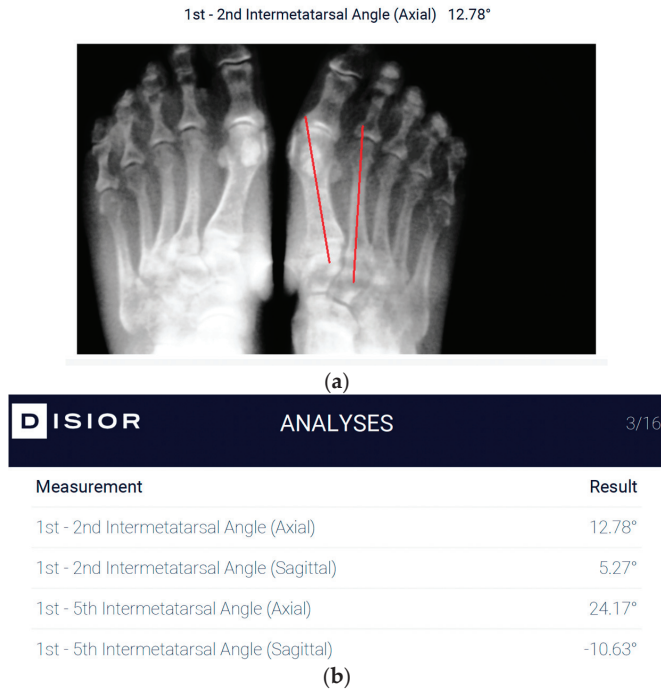 1st - 2nd Intermetatarsal Angle (Axial) 12.78°
(a)
DISIOR ANALYSES 3/16
Measurement Result
1st - 2nd Intermetatarsal Angle (Axial) 12.78°
1st - 2nd Intermetatarsal Angle (Sagittal) 5.27°
1st - 5th Intermetatarsal Angle (Axial) 24.17°
1st - 5th Intermetatarsal Angle (Sagittal) -10.63°
(b)